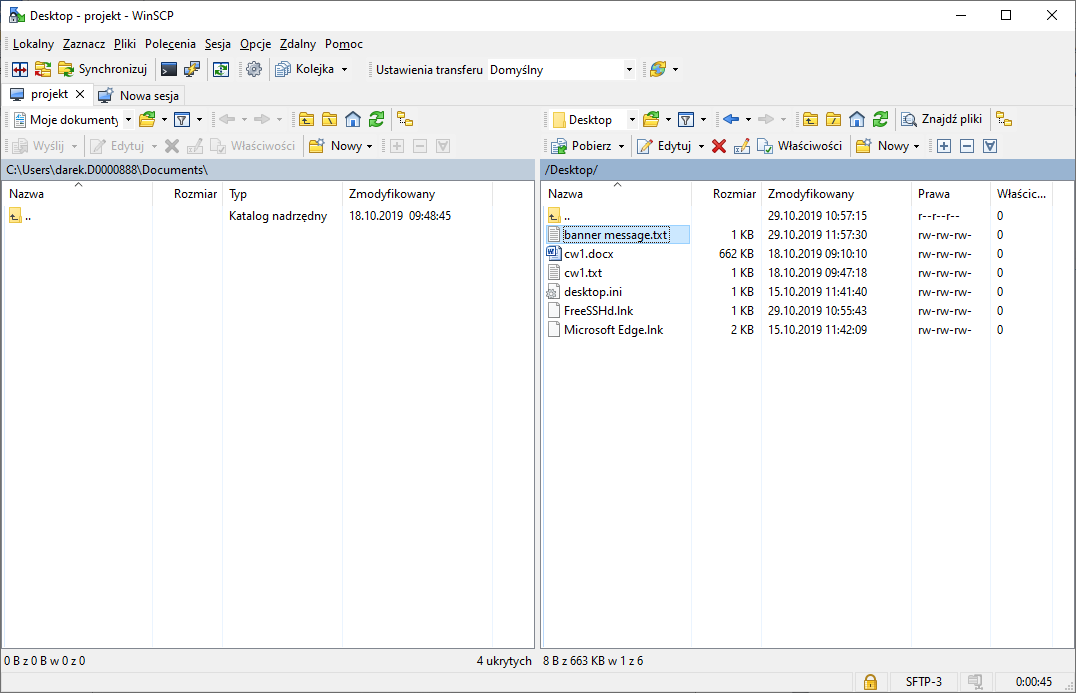 Desktop - projekt - WinSCP
Lokalny Zaznacz Pliki Polecenia Sesja Opcje Zdalny Pomoc
Synchronizuj Kolejka Ustawienia transferu Domyślny
projekt Nowa sesja
Moje dokumenty Desktop Znajdź pliki
Wyślij Edytuj Właściwości Nowy Pobierz Edytuj Właściwości Nowy
C:\Users\darek.D0000888\Documents\ /Desktop/
Nazwa Rozmiar Typ Zmodyfikowany Nazwa Rozmiar Zmodyfikowany Prawa Właścic...
.. Katalog nadrzędny 18.10.2019 09:48:45 .. 29.10.2019 10:57:15 r--r--r-- 0
banner message.txt 1 KB 29.10.2019 11:57:30 rw-rw-rw- 0
cw1.docx 662 KB 18.10.2019 09:10:10 rw-rw-rw- 0
cw1.txt 1 KB 18.10.2019 09:47:18 rw-rw-rw- 0
desktop.ini 1 KB 15.10.2019 11:41:40 rw-rw-rw- 0
FreeSSHd.lnk 1 KB 29.10.2019 10:55:43 rw-rw-rw- 0
Microsoft Edge.lnk 2 KB 15.10.2019 11:42:09 rw-rw-rw- 0
0 B z 0 B w 0 z 0 4 ukrytych 8 B z 663 KB w 1 z 6
SFTP-3 0:00:45